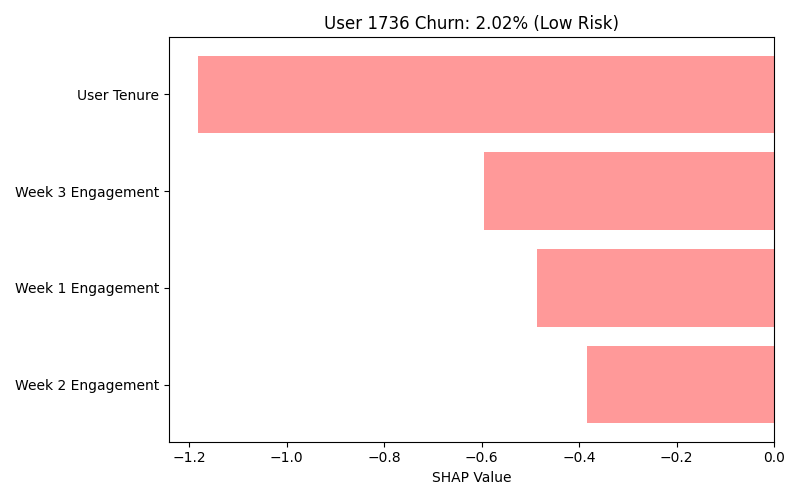 User 1736 Churn: 2.02% (Low Risk)
User Tenure
Week 3 Engagement
Week 1 Engagement
Week 2 Engagement
−1.2 −1.0 −0.8 −0.6 −0.4 −0.2 0.0
SHAP Value